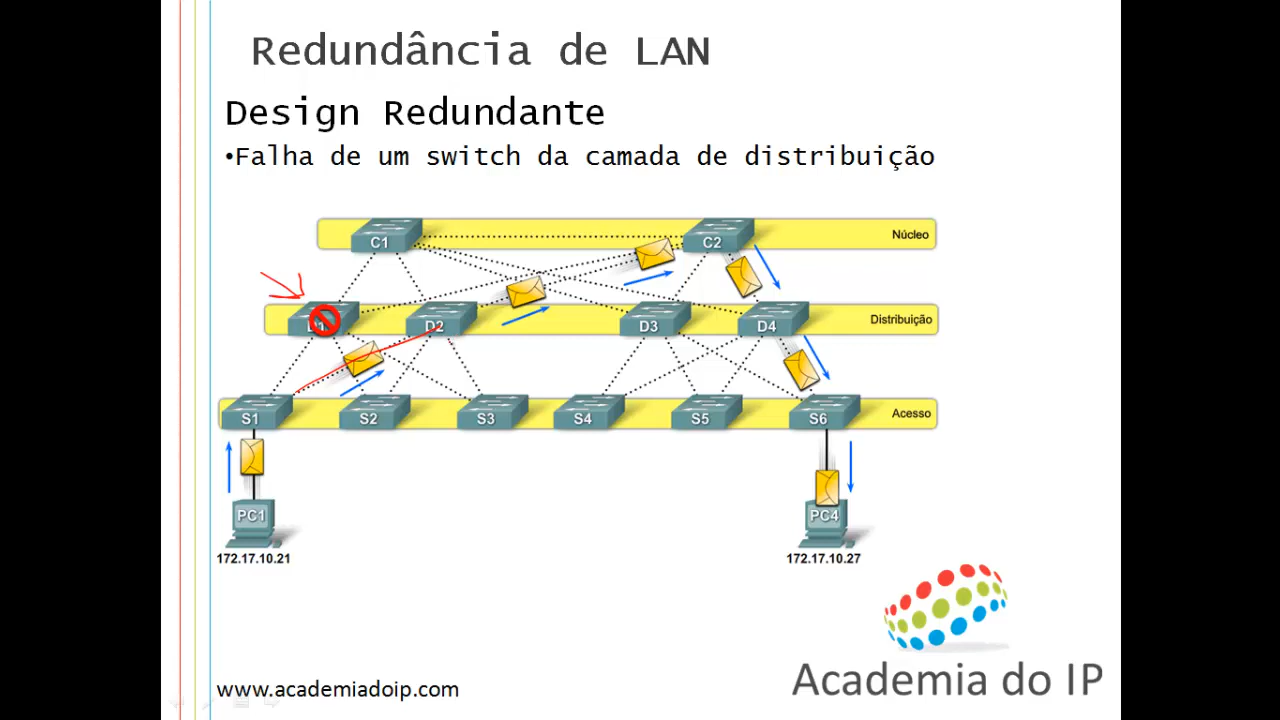 Redundância de LAN
Design Redundante
•Falha de um switch da camada de distribuição
C1
C2
Núcleo
D2
D3
D4
Distribuição
S1
S2
S3
S4
S5
S6
Acesso
PC1
PC4
172.17.10.21
172.17.10.27
Academia do IP
www.academiadoip.com